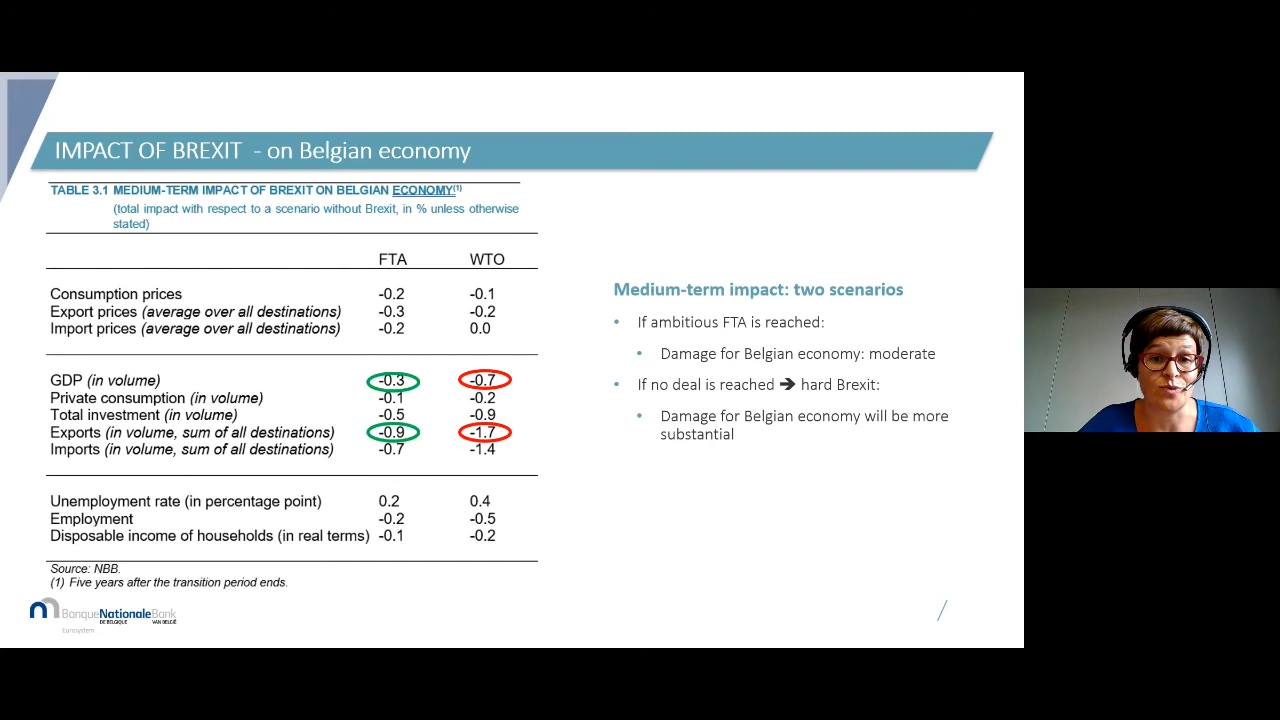 IMPACT OF BREXIT - on Belgian economy
TABLE 3.1 MEDIUM-TERM IMPACT OF BREXIT ON BELGIAN ECONOMY(1)
(total impact with respect to a scenario without Brexit, in % unless otherwise
stated)
FTA WTO
Consumption prices -0.2 -0.1
Export prices (average over all destinations) -0.3 -0.2
Import prices (average over all destinations) -0.2 0.0
GDP (in volume) -0.3 -0.7
Private consumption (in volume) -0.1 -0.2
Total investment (in volume) -0.5 -0.9
Exports (in volume, sum of all destinations) -0.9 -1.7
Imports (in volume, sum of all destinations) -0.7 -1.4
Unemployment rate (in percentage point) 0.2 0.4
Employment -0.2 -0.5
Disposable income of households (in real terms) -0.1 -0.2
Source: NBB.
(1) Five years after the transition period ends.
Medium-term impact: two scenarios
• If ambitious FTA is reached:
• Damage for Belgian economy: moderate
• If no deal is reached ➔ hard Brexit:
• Damage for Belgian economy will be more
substantial
BanqueNationaleBank
DE BELGIQUE VAN BELGIË
Eurosystem